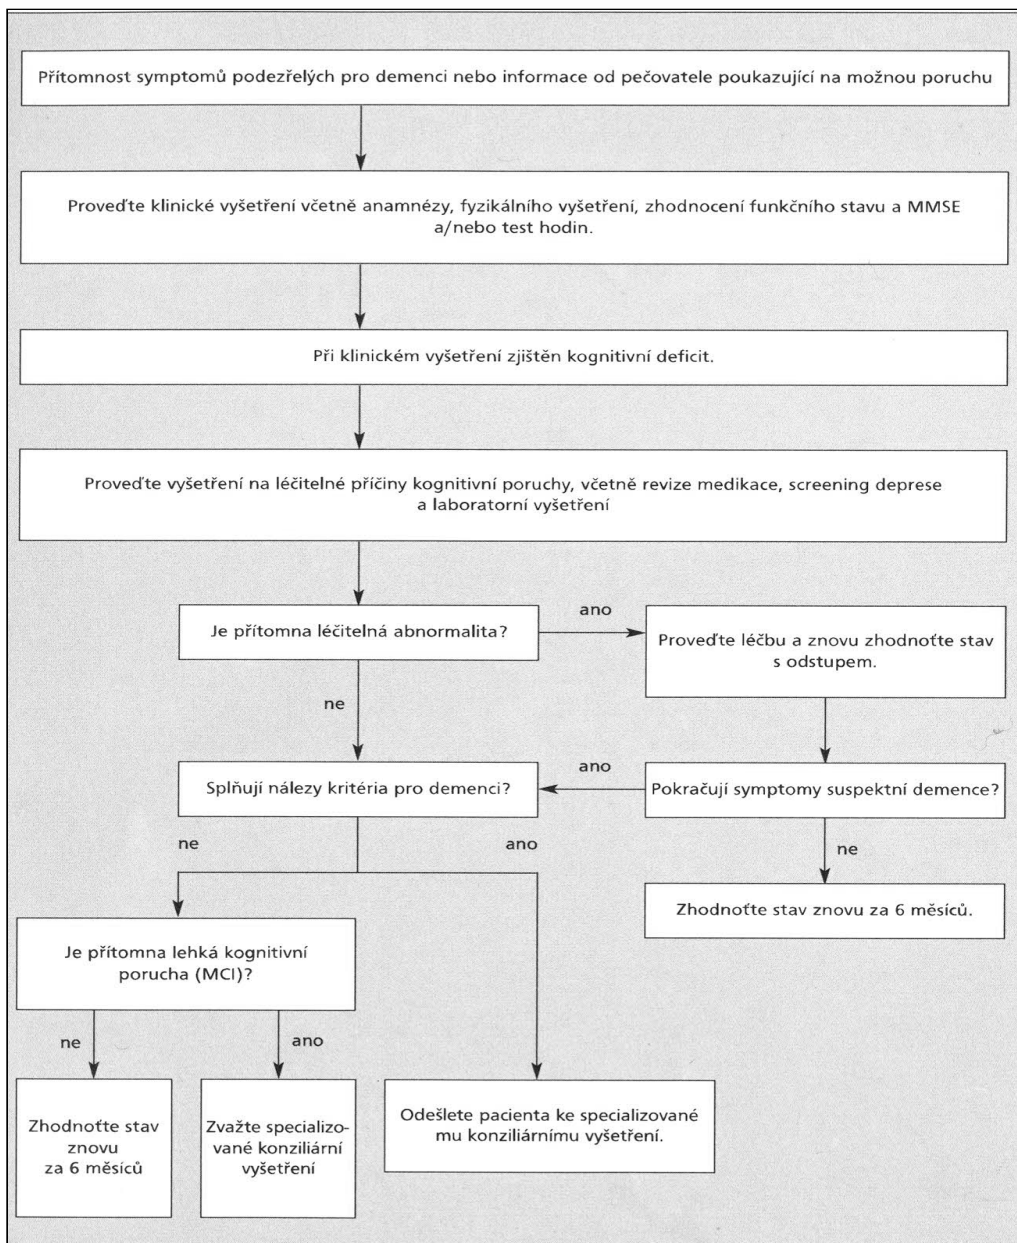 Přítomnost symptomů podezřelých pro demenci nebo informace od pečovatele poukazující na možnou poruchu
Proveďte klinické vyšetření včetně anamnézy, fyzikálního vyšetření, zhodnocení funkčního stavu a MMSE
a/nebo test hodin.
Při klinickém vyšetření zjištěn kognitivní deficit.
Proveďte vyšetření na léčitelné příčiny kognitivní poruchy, včetně revize medikace, screening deprese
a laboratorní vyšetření
Je přítomna léčitelná abnormalita?
ano
Proveďte léčbu a znovu zhodnoťte stav
s odstupem.
ne
Splňují nálezy kritéria pro demenci?
ano
Pokračují symptomy suspektní demence?
ne
ano
ne
Zhodnoťte stav znovu za 6 měsíců.
Je přítomna lehká kognitivní
porucha (MCI)?
ne
ano
Zhodnoťte stav
znovu
za 6 měsíců
Zvažte specializo-
vané konziliární
vyšetření
Odešlete pacienta ke specializované
mu konziliárnímu vyšetření.